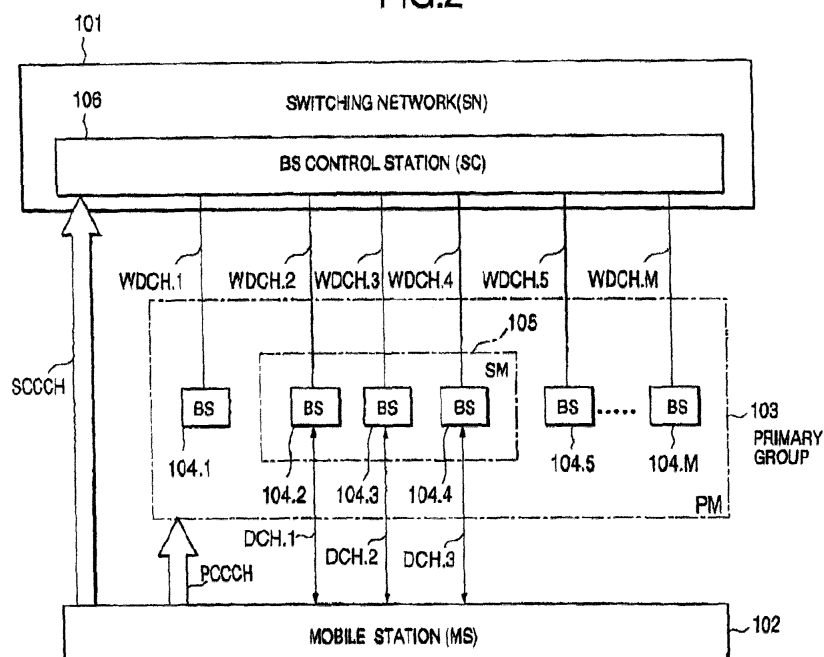 FIG.2
101
SWITCHING NETWORK(SN)
106
BS CONTROL STATION (SC)
WDCH.1
WDCH.2
WDCH.3
WDCH.4
WDCH.5
WDCH.M
105
SM
SCCCH
BS
BS
BS
BS
BS
BS
.....
103
PRIMARY
GROUP
104.1
104.2
104.3
104.4
104.5
104.M
PM
DCH.1
DCH.2
DCH.3
PCCCH
MOBILE STATION (MS)
102